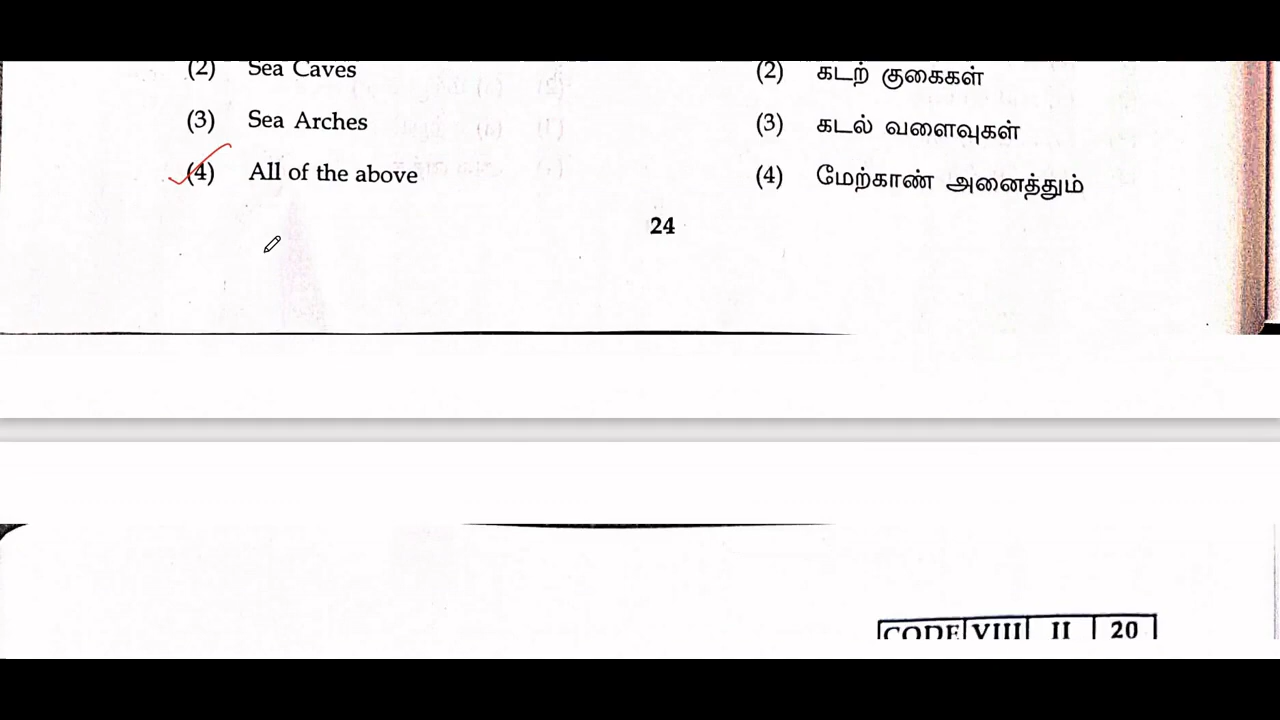 (2) Sea Caves
(3) Sea Arches
(4) All of the above
(2) கடற் குகைகள்
(3) கடல் வளைவுகள்
(4) மேற்காண் அனைத்தும்
24
CODE VIII II 20